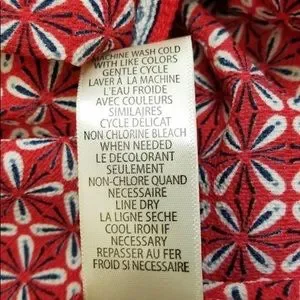 MACHINE WASH COLD
WITH LIKE COLORS
GENTLE CYCLE
LAVER À LA MACHINE
L'EAU FROIDE
AVEC COULEURS
SIMILAIRES
CYCLE DELICAT
NON CHLORINE BLEACH
WHEN NEEDED
LE DECOLORANT
SEULEMENT
NON-CHLORE QUAND
NECESSAIRE
LINE DRY
LA LIGNE SECHE
COOL IRON IF
NECESSARY
REPASSER AU FER
FROID SI NECESSAIRE